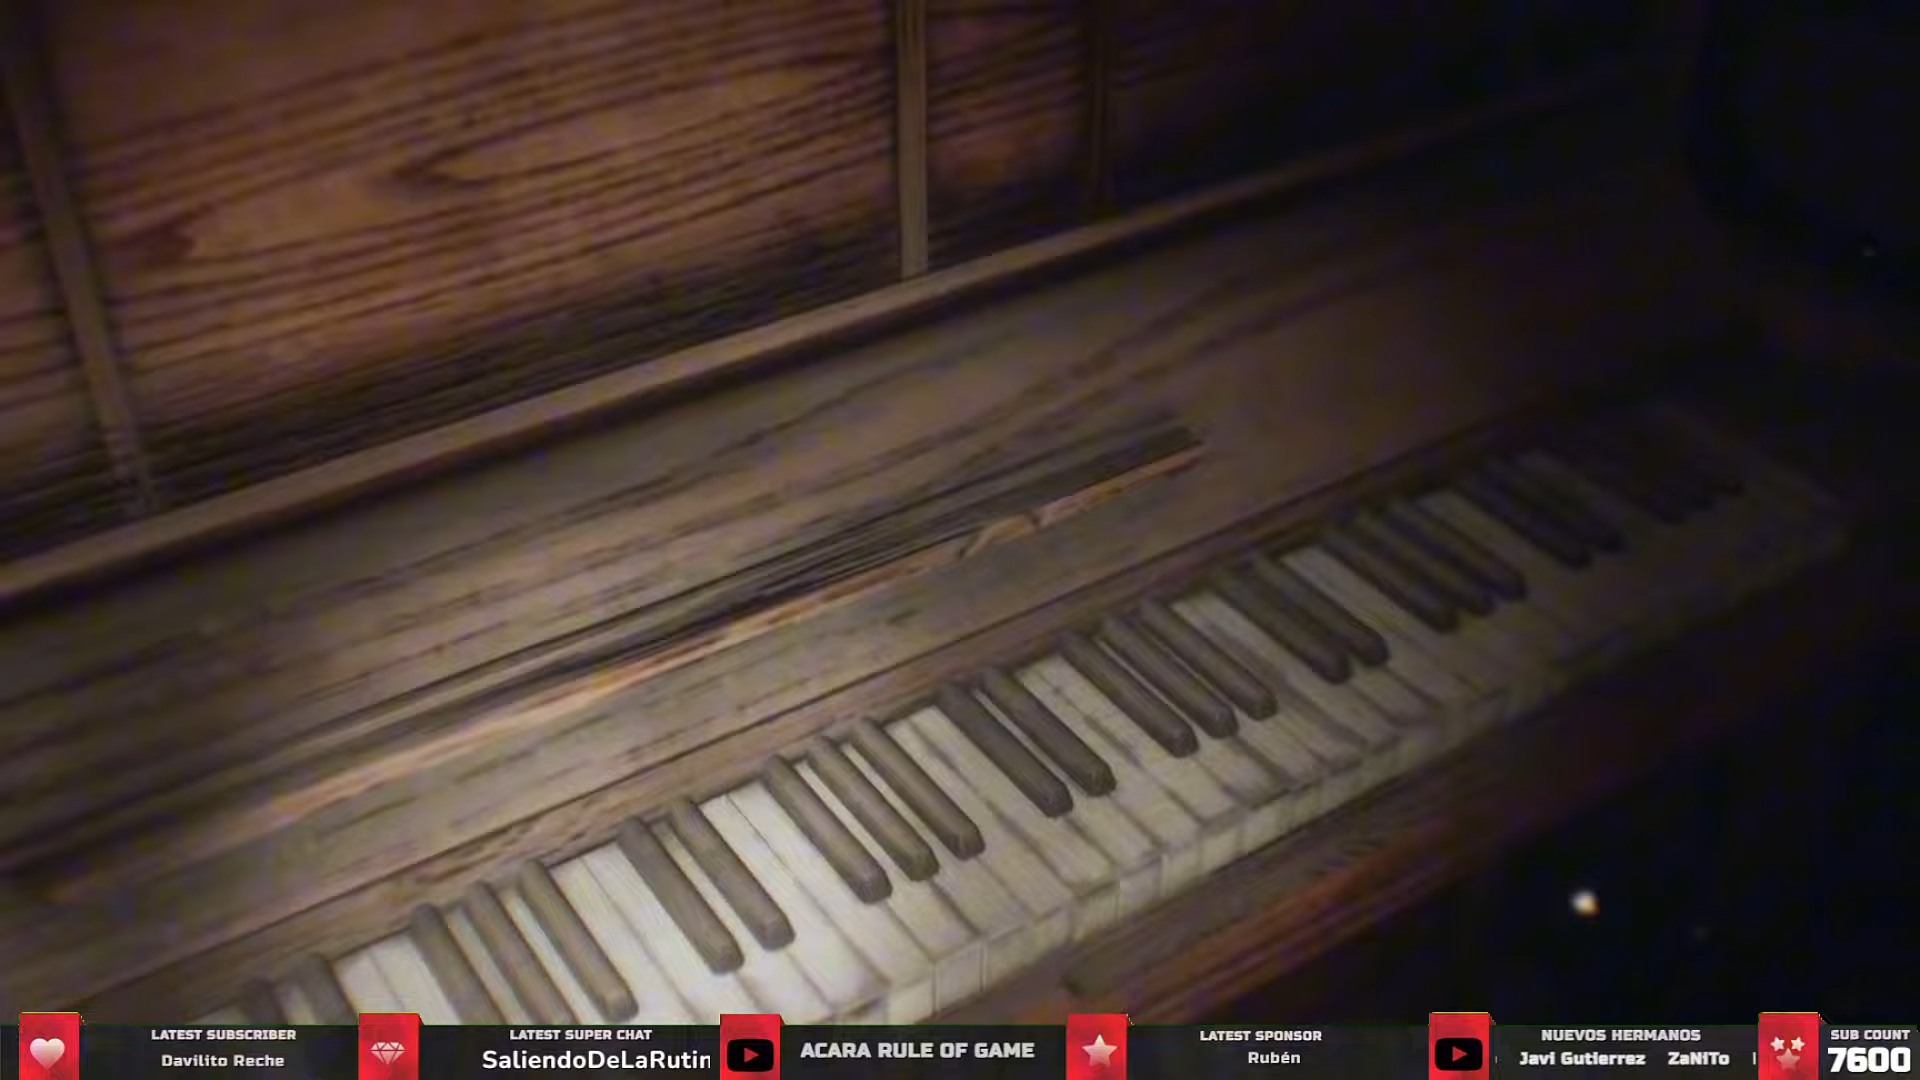 LATEST SUBSCRIBER
Davilito Reche
LATEST SUPER CHAT
SaliendoDeLaRutin
ACARA RULE OF GAME
LATEST SPONSOR
Rubén
NUEVOS HERMANOS
Javi Gutierrez ZaNiTo
SUB COUNT
7600